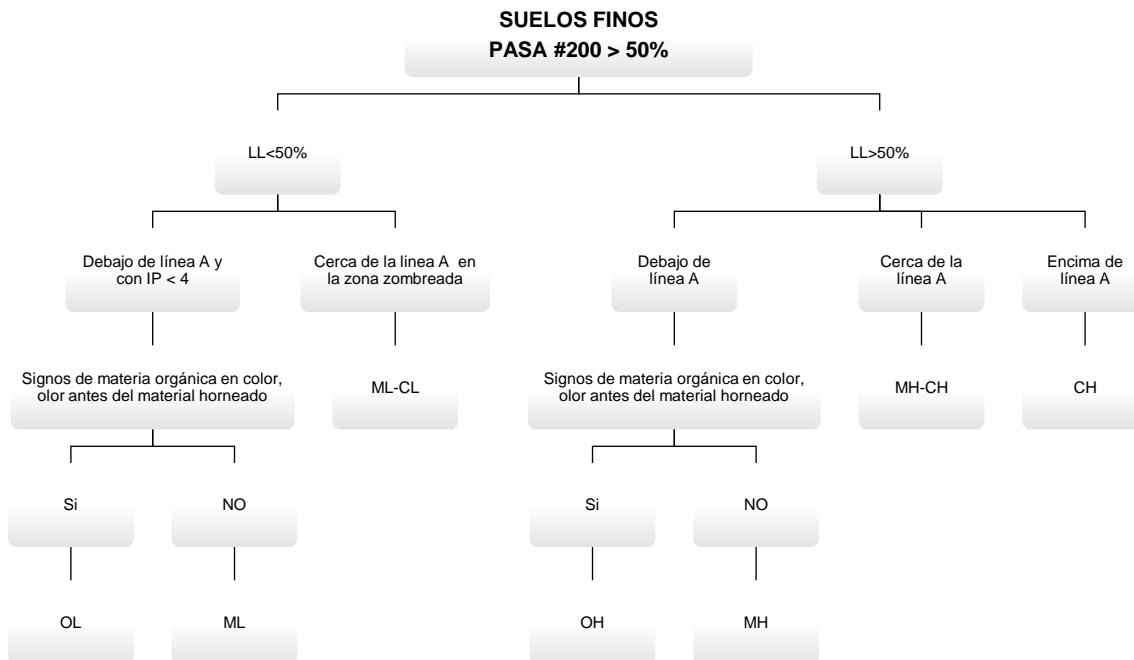 SUELOS FINOS
PASA #200 > 50%
LL<50%
LL>50%
Debajo de línea A y
con IP < 4
Cerca de la linea A en
la zona zombreada
Debajo de
línea A
Cerca de la
línea A
Encima de
línea A
Signos de materia orgánica en color,
olor antes del material horneado
ML-CL
Signos de materia orgánica en color,
olor antes del material horneado
MH-CH
CH
Si
NO
Si
NO
OL
ML
OH
MH